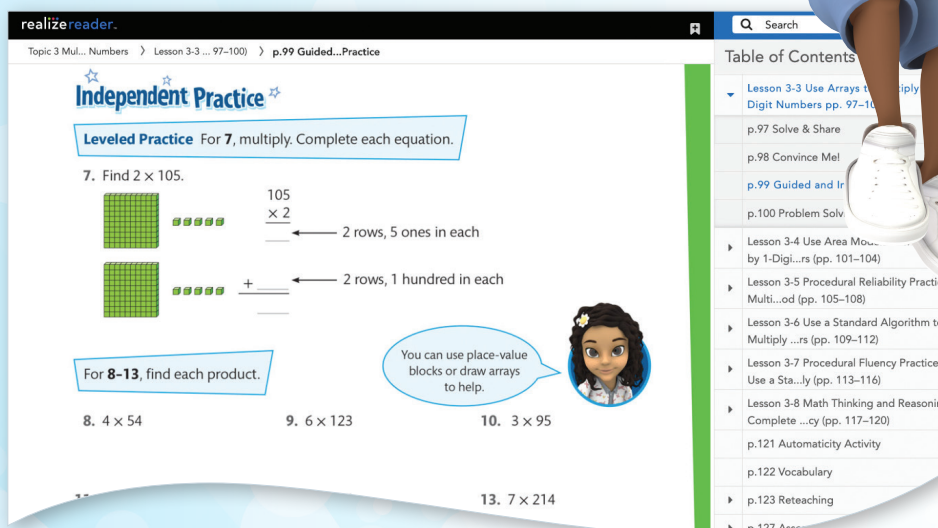 realizereader.
Search
Topic 3 Mul... Numbers > Lesson 3-3 ... 97–100) > p.99 Guided...Practice
Independent Practice
Leveled Practice For 7, multiply. Complete each equation.
7. Find 2 × 105.
105
× 2
2 rows, 5 ones in each
+
2 rows, 1 hundred in each
You can use place-value
blocks or draw arrays
to help.
For 8–13, find each product.
8. 4 × 54 9. 6 × 123 10. 3 × 95
13. 7 × 214
Table of Contents
Lesson 3-3 Use Arrays
Digit Numbers pp.
p.97 Solve & Share
p.98 Convince Me!
p.99 Guided and
p.100 Problem
Lesson 3-4 Use Area
by 1-Digi...rs (pp. 101–104)
Lesson 3-5 Procedural Reliability
Multi...od (pp. 105–108)
Lesson 3-6 Use a Standard Algorithm
Multiply ...rs (pp. 109–112)
Lesson 3-7 Procedural Fluency Practice
Use a Sta...ly (pp. 113–116)
Lesson 3-8 Math Thinking and
Complete ...cy (pp. 117–120)
p.121 Automaticity Activity
p.122 Vocabulary
p.123 Reteaching